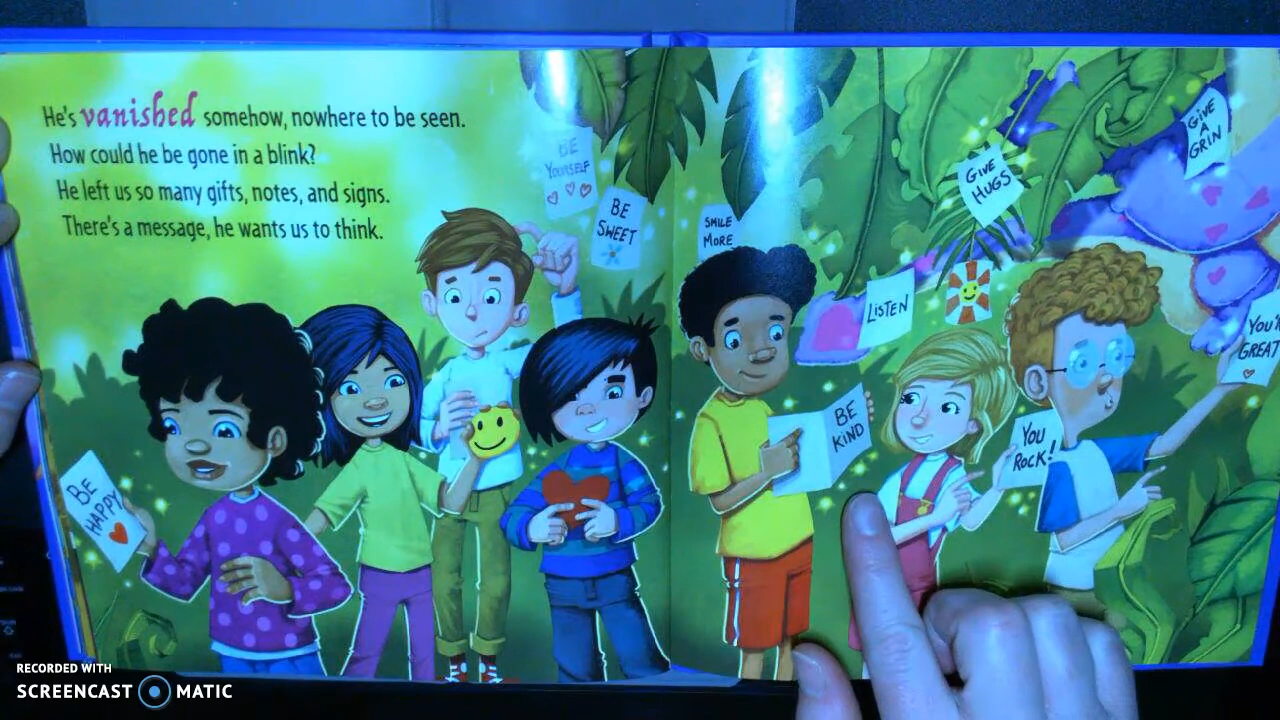 He's vanished somehow, nowhere to be seen.
How could he be gone in a blink?
He left us so many gifts, notes, and signs.
There's a message, he wants us to think.
BE
YOURSELF
BE
SWEET
SMILE
MORE
GIVE
HUGS
GIVE
A
GRIN
LISTEN
YOU'RE
GREAT
BE
KIND
YOU
ROCK!
BE
HAPPY
RECORDED WITH
SCREENCAST MATIC